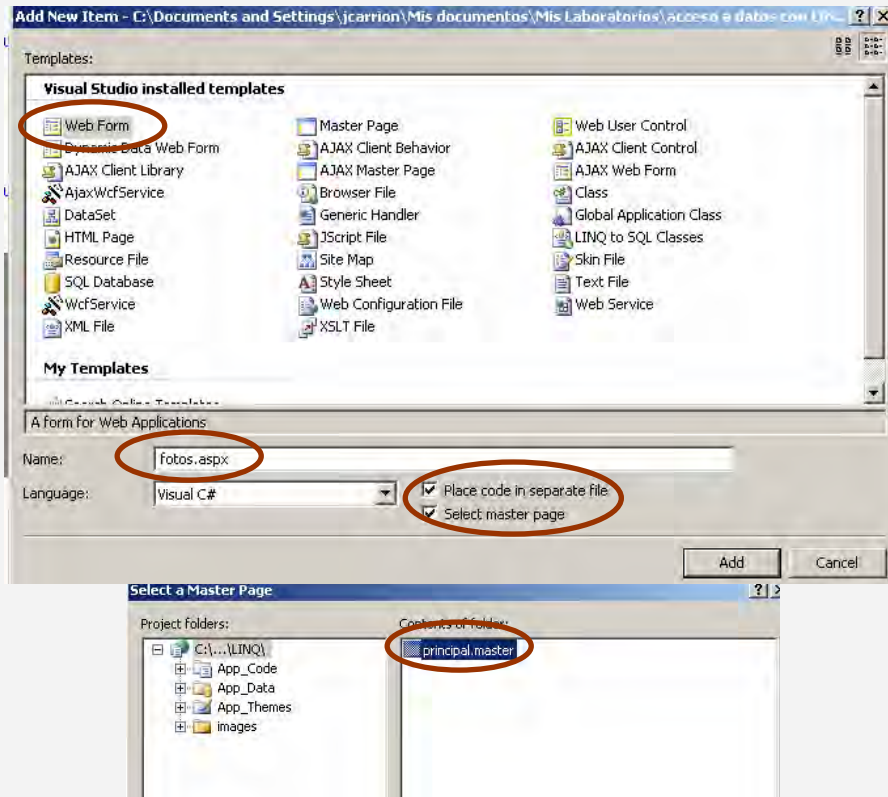 Add New Item - C:\Documents and Settings\jcarrion\Mis documentos\Mis Laboratorios\acceso a datos con LIN...
Templates:
Visual Studio installed templates
Web Form Master Page Web User Control
Dynamic Data Web Form AJAX Client Behavior AJAX Client Control
AJAX Client Library AJAX Master Page AJAX Web Form
AjaxWcfService Browser File Class
DataSet Generic Handler Global Application Class
HTML Page JScript File LINQ to SQL Classes
Resource File Site Map Skin File
SQL Database Style Sheet Text File
WcfService Web Configuration File Web Service
XML File XSLT File
My Templates
Search Online Templates
A form for Web Applications
Name: fotos.aspx
Language: Visual C# Place code in separate file
Select master page
Add Cancel
Select a Master Page
Project folders: Contents of folder:
C:\...\LINQ\ principal.master
App_Code
App_Data
App_Themes
images